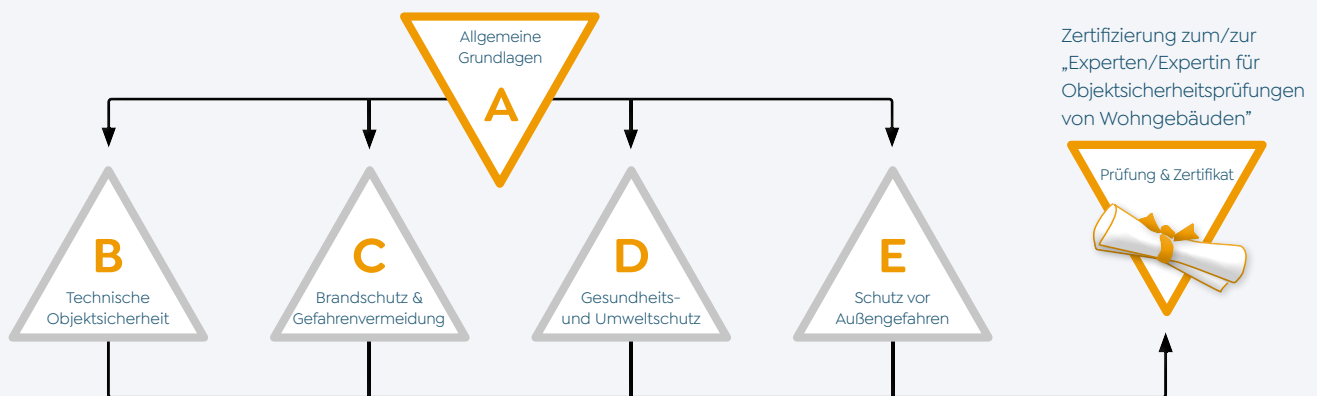 Allgemeine
Grundlagen
A
Zertifizierung zum/zur
„Experten/Expertin für
Objektsicherheitsprüfungen
von Wohngebäuden”
Prüfung & Zertifikat
B
Technische
Objektsicherheit
C
Brandschutz &
Gefahrenvermeidung
D
Gesundheits-
und Umweltschutz
E
Schutz vor
Außengefahren